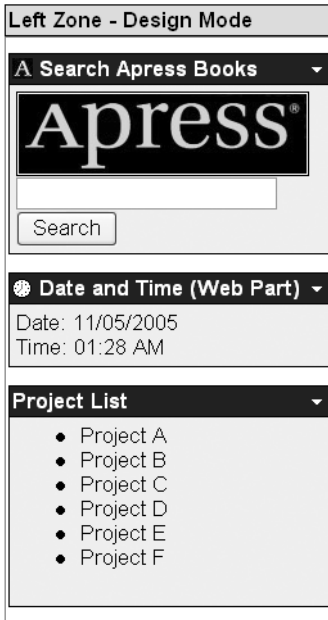 Left Zone - Design Mode
A Search Apress Books
Apress®
Search
Date and Time (Web Part)
Date: 11/05/2005
Time: 01:28 AM
Project List
• Project A
• Project B
• Project C
• Project D
• Project E
• Project F